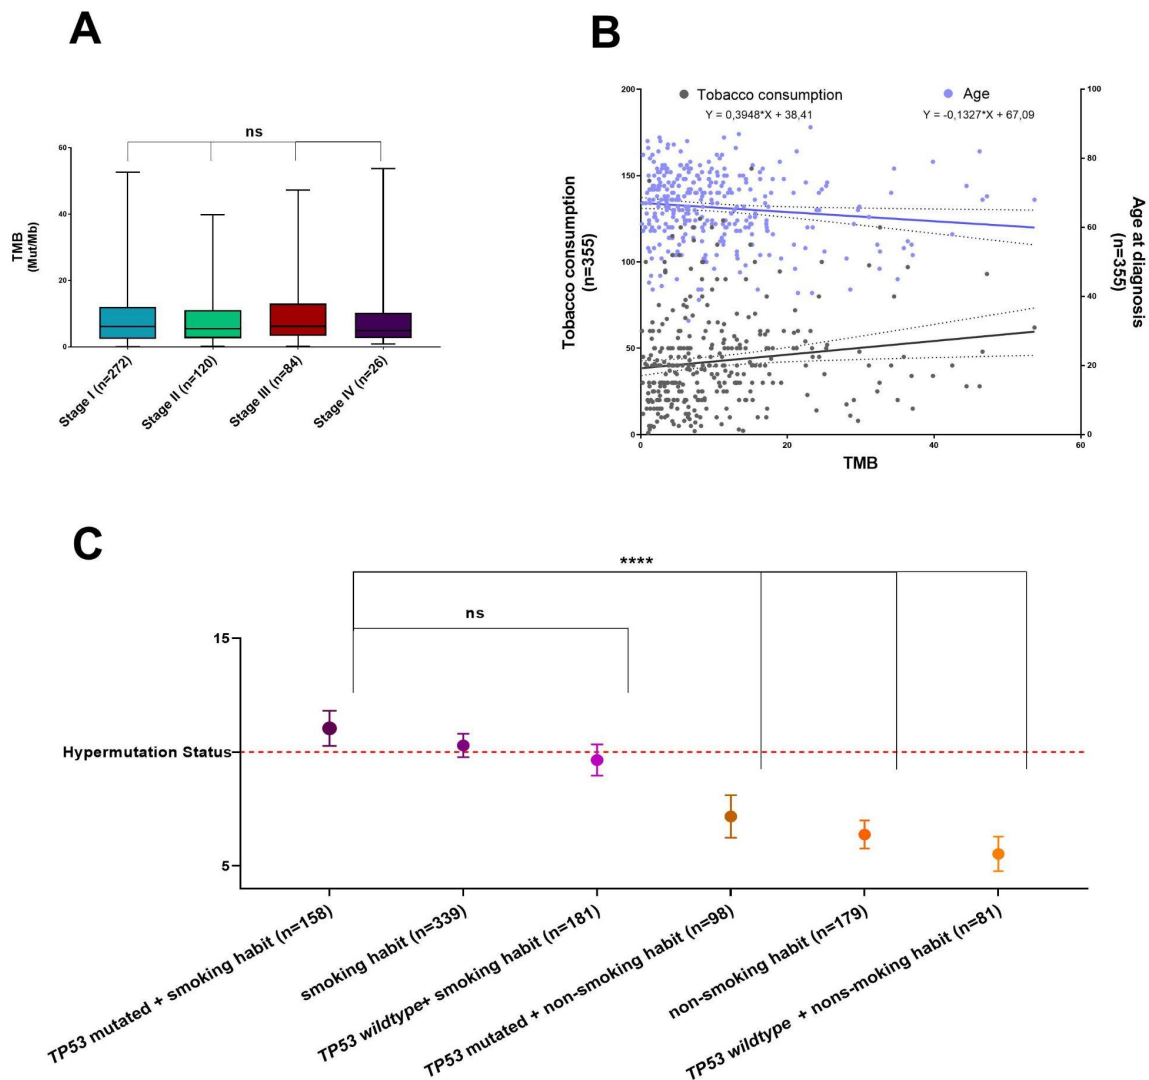 A
ns
60
40
20
0
TMB
(Mut/Mb)
Stage I (n=272)
Stage II (n=120)
Stage III (n=84)
Stage IV (n=26)
B
Tobacco consumption
Y = 0,3948*X + 38,41
Age
Y = -0,1327*X + 67,09
200
150
100
50
0
Tobacco consumption
(n=355)
100
80
60
40
20
0
Age at diagnosis
(n=355)
0
20
40
60
TMB
C
****
ns
15
Hypermutation Status
5
TP53 mutated + smoking habit (n=158)
smoking habit (n=339)
TP53 wildtype+ smoking habit (n=181)
TP53 mutated + non-smoking habit (n=98)
non-smoking habit (n=179)
TP53 wildtype + nons-moking habit (n=81)